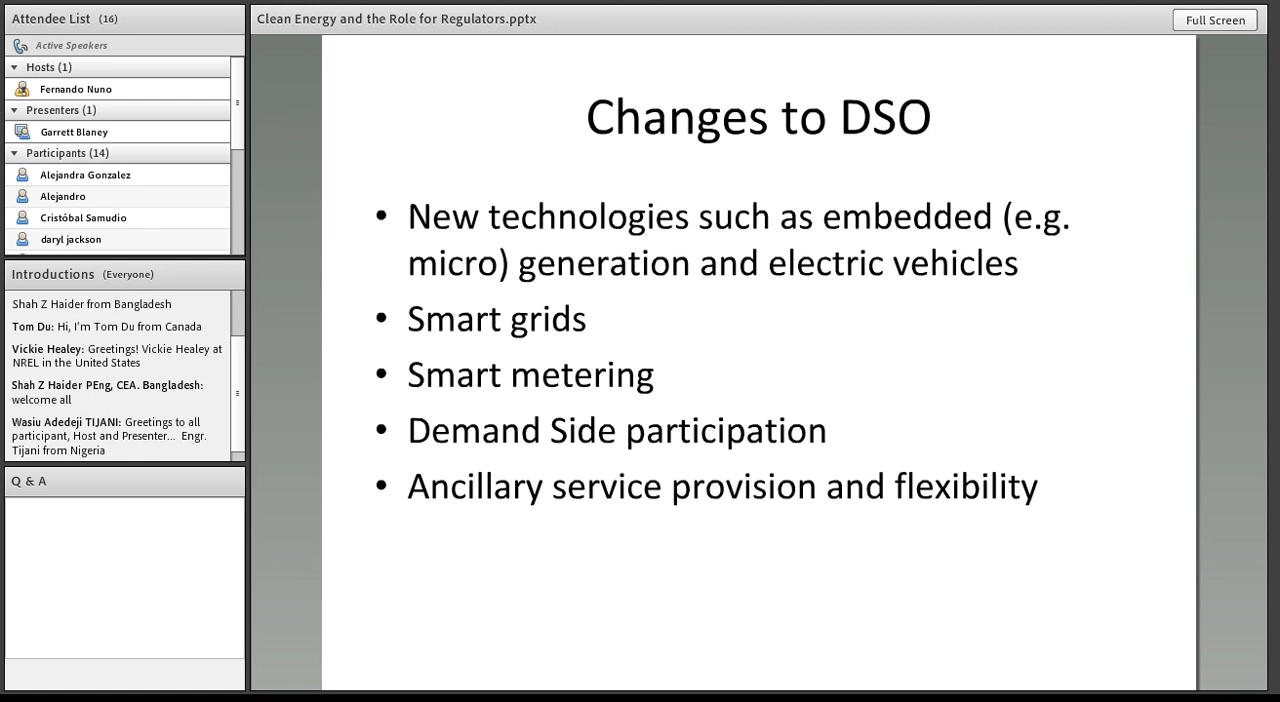 Attendee List (16)
Active Speakers
Hosts (1)
Fernando Nuno
Presenters (1)
Garrett Blaney
Participants (14)
Alejandra Gonzalez
Alejandro
Cristóbal Samudio
daryl jackson
Introductions (Everyone)
Shah Z Haider from Bangladesh
Tom Du: Hi, I'm Tom Du from Canada
Vickie Healey: Greetings! Vickie Healey at
NREL in the United States
Shah Z Haider PEng, CEA. Bangladesh:
welcome all
Wasiu Adedeji TIJANI: Greetings to all
participant, Host and Presenter... Engr.
Tijani from Nigeria
Q & A
Clean Energy and the Role for Regulators.pptx
Full Screen
Changes to DSO
• New technologies such as embedded (e.g.
micro) generation and electric vehicles
• Smart grids
• Smart metering
• Demand Side participation
• Ancillary service provision and flexibility